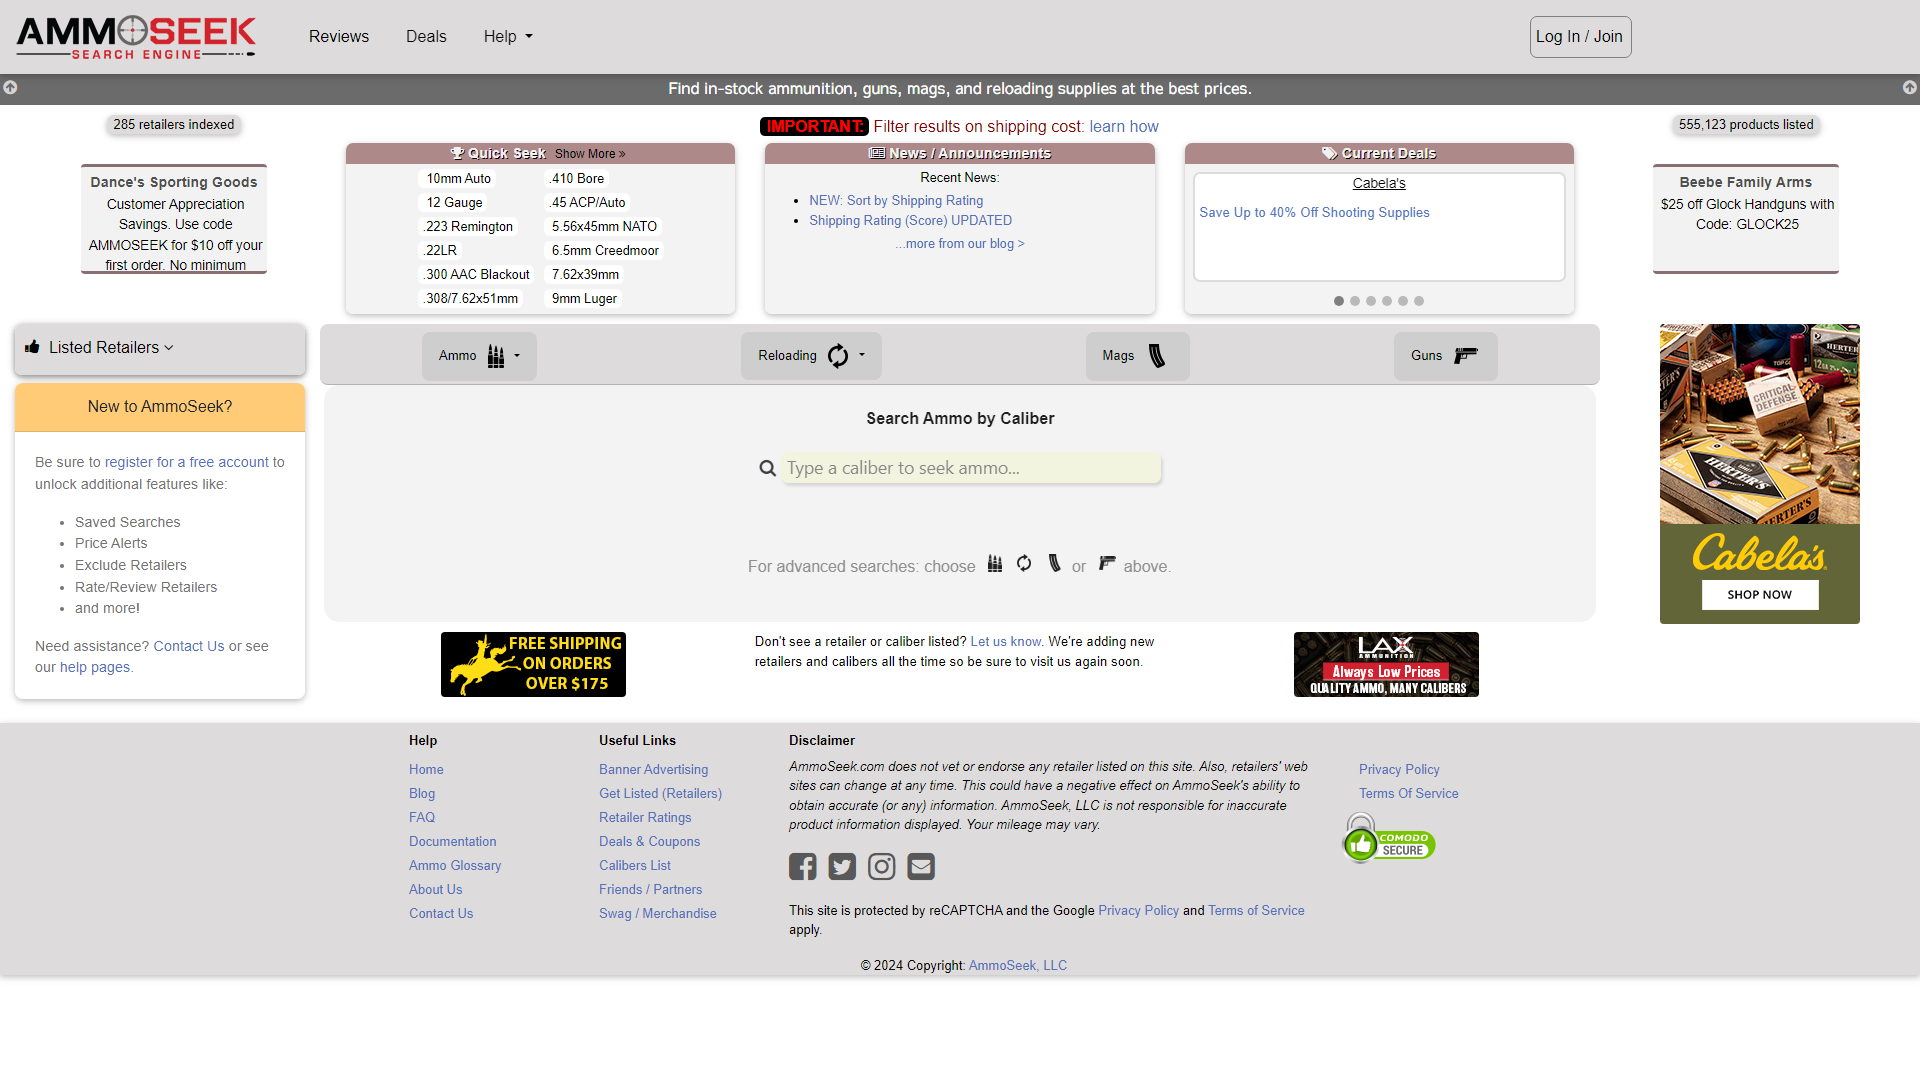 AMMOSEEK
SEARCH ENGINE
Reviews
Deals
Help
Log In / Join
Find in-stock ammunition, guns, mags, and reloading supplies at the best prices.
285 retailers indexed
IMPORTANT: Filter results on shipping cost: learn how
555,123 products listed
Dance's Sporting Goods
Customer Appreciation
Savings. Use code
AMMOSEEK for $10 off your
first order. No minimum
Quick Seek Show More »
10mm Auto
.410 Bore
12 Gauge
.45 ACP/Auto
.223 Remington
5.56x45mm NATO
.22LR
6.5mm Creedmoor
.300 AAC Blackout
7.62x39mm
.308/7.62x51mm
9mm Luger
News / Announcements
Recent News:
• NEW: Sort by Shipping Rating
• Shipping Rating (Score) UPDATED
...more from our blog >
Current Deals
Cabela's
Save Up to 40% Off Shooting Supplies
Beebe Family Arms
$25 off Glock Handguns with
Code: GLOCK25
Listed Retailers
Ammo
Reloading
Mags
Guns
New to AmmoSeek?
Be sure to register for a free account to
unlock additional features like:
• Saved Searches
• Price Alerts
• Exclude Retailers
• Rate/Review Retailers
• and more!
Need assistance? Contact Us or see
our help pages.
Search Ammo by Caliber
Type a caliber to seek ammo...
For advanced searches: choose or above.
CRITICAL
DEFENSE
HERTER'S
HERTER'S
Cabela's
SHOP NOW
FREE SHIPPING
ON ORDERS
OVER $175
Don't see a retailer or caliber listed? Let us know. We're adding new
retailers and calibers all the time so be sure to visit us again soon.
LAX
AMMUNITION
Always Low Prices
QUALITY AMMO, MANY CALIBERS
Help
Home
Blog
FAQ
Documentation
Ammo Glossary
About Us
Contact Us
Useful Links
Banner Advertising
Get Listed (Retailers)
Retailer Ratings
Deals & Coupons
Calibers List
Friends / Partners
Swag / Merchandise
Disclaimer
AmmoSeek.com does not vet or endorse any retailer listed on this site. Also, retailers' web
sites can change at any time. This could have a negative effect on AmmoSeek's ability to
obtain accurate (or any) information. AmmoSeek, LLC is not responsible for inaccurate
product information displayed. Your mileage may vary.
This site is protected by reCAPTCHA and the Google Privacy Policy and Terms of Service
apply.
Privacy Policy
Terms Of Service
COMODO
SECURE
© 2024 Copyright: AmmoSeek, LLC